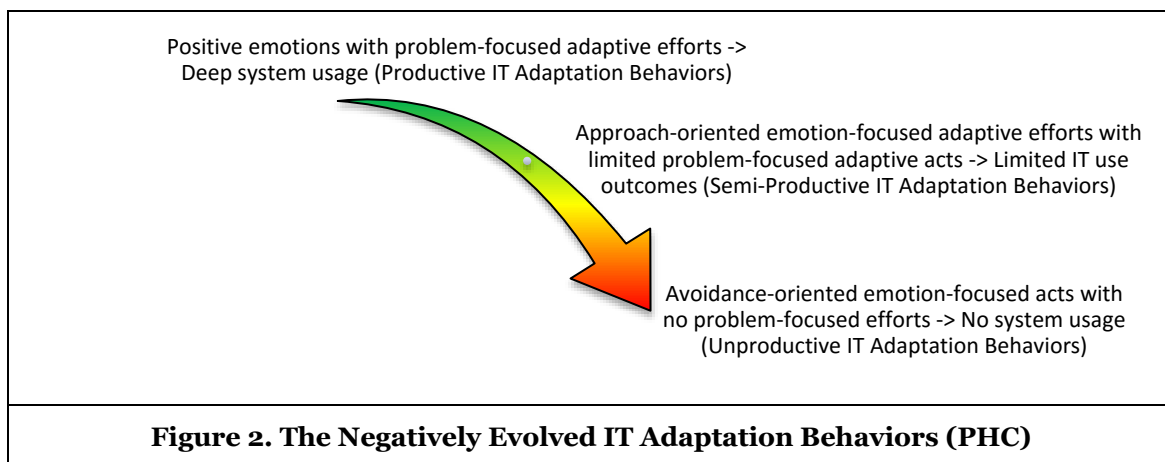 Positive emotions with problem-focused adaptive efforts ->
Deep system usage (Productive IT Adaptation Behaviors)
Approach-oriented emotion-focused adaptive efforts with
limited problem-focused adaptive acts -> Limited IT use
outcomes (Semi-Productive IT Adaptation Behaviors)
Avoidance-oriented emotion-focused acts with
no problem-focused efforts -> No system usage
(Unproductive IT Adaptation Behaviors)
Figure 2. The Negatively Evolved IT Adaptation Behaviors (PHC)